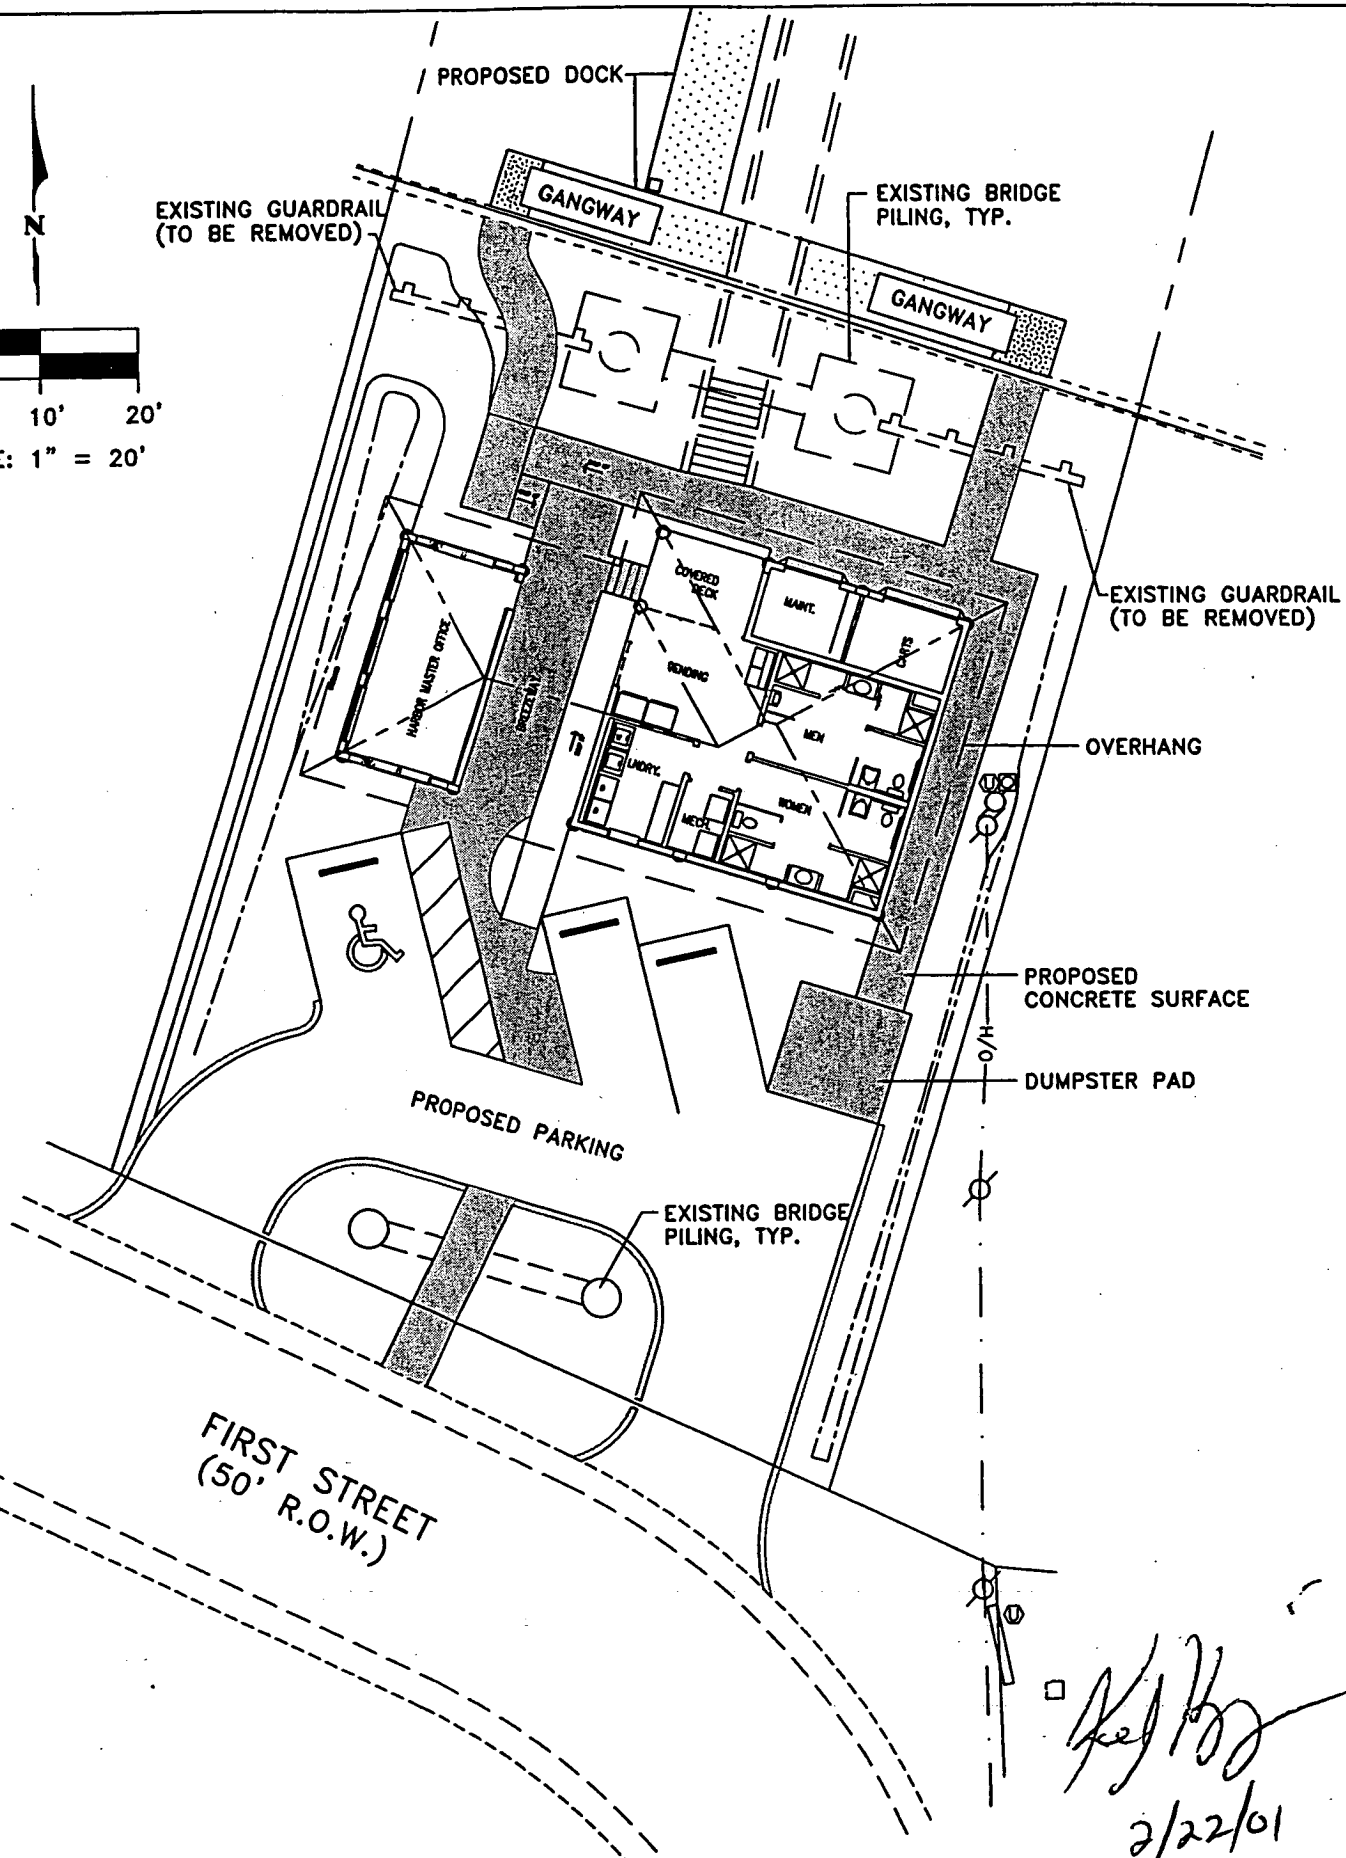 PROPOSED DOCK
EXISTING GUARDRAIL
(TO BE REMOVED)
N
GANGWAY
EXISTING BRIDGE
PILING, TYP.
GANGWAY
10' 20'
E: 1" = 20'
COVERED
DECK
MAINT.
CARTS
EXISTING GUARDRAIL
(TO BE REMOVED)
HARBOR MASTER OFFICE
BREEZEWAY
VENDING
MEN
OVERHANG
LNDRY.
MECH.
WOMEN
U
PROPOSED
CONCRETE SURFACE
O/H
DUMPSTER PAD
PROPOSED PARKING
EXISTING BRIDGE
PILING, TYP.
FIRST STREET
(50' R.O.W.)
U
2/22/01